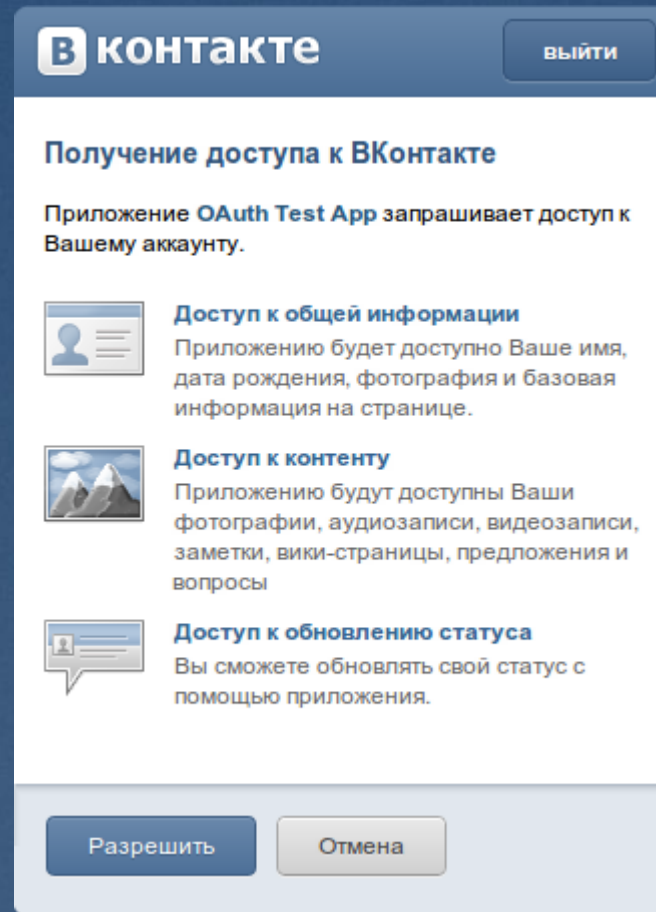 В контакте
выйти
Получение доступа к ВКонтакте
Приложение OAuth Test App запрашивает доступ к
Вашему аккаунту.
Доступ к общей информации
Приложению будет доступно Ваше имя,
дата рождения, фотография и базовая
информация на странице.
Доступ к контенту
Приложению будут доступны Ваши
фотографии, аудиозаписи, видеозаписи,
заметки, вики-страницы, предложения и
вопросы
Доступ к обновлению статуса
Вы сможете обновлять свой статус с
помощью приложения.
Разрешить
Отмена